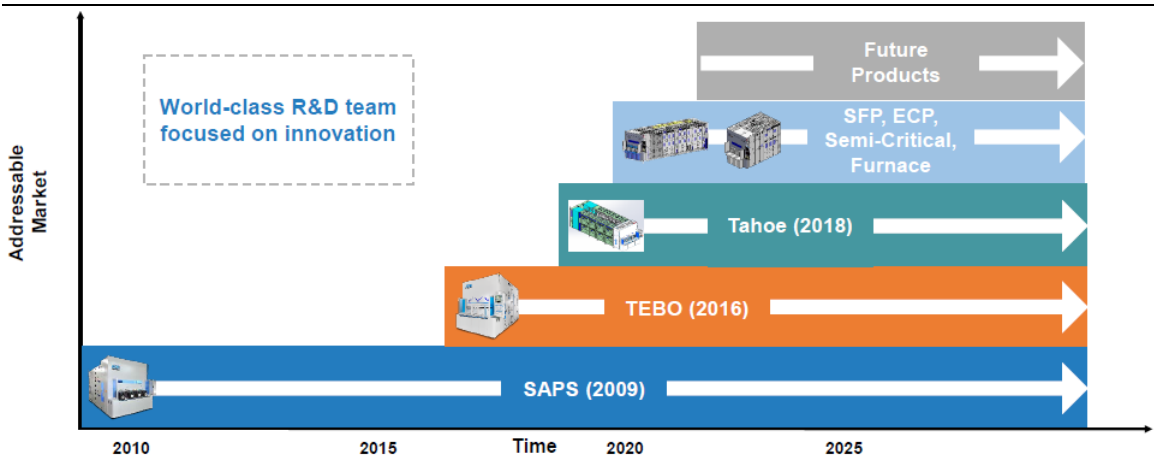 Addressable
Market
World-class R&D team
focused on innovation
Future
Products
SFP, ECP,
Semi-Critical,
Furnace
Tahoe (2018)
TEBO (2016)
SAPS (2009)
2010
2015
Time
2020
2025